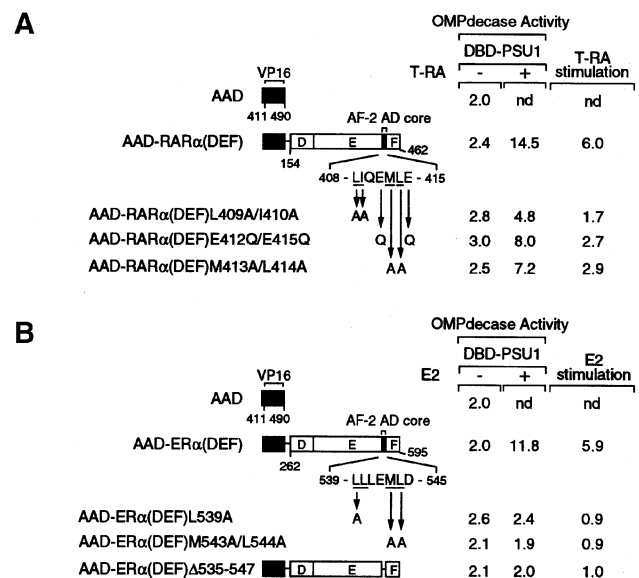 A
OMPdecase Activity
DBD-PSU1
T-RA - + T-RA stimulation
VP16
AAD 2.0 nd nd
411 490
AF-2 AD core
AAD-RARα(DEF) D E F 2.4 14.5 6.0
154 462
408 - LIQEMLE - 415
AAD-RARα(DEF)L409A/I410A AA 2.8 4.8 1.7
AAD-RARα(DEF)E412Q/E415Q Q Q 3.0 8.0 2.7
AAD-RARα(DEF)M413A/L414A AA 2.5 7.2 2.9
B
OMPdecase Activity
DBD-PSU1
E2 - + E2 stimulation
VP16
AAD 2.0 nd nd
411 490
AF-2 AD core
AAD-ERα(DEF) D E F 2.0 11.8 5.9
262 595
539 - LLLEMLD - 545
AAD-ERα(DEF)L539A A 2.6 2.4 0.9
AAD-ERα(DEF)M543A/L544A AA 2.1 1.9 0.9
AAD-ERα(DEF)Δ535-547 D E F 2.1 2.0 1.0